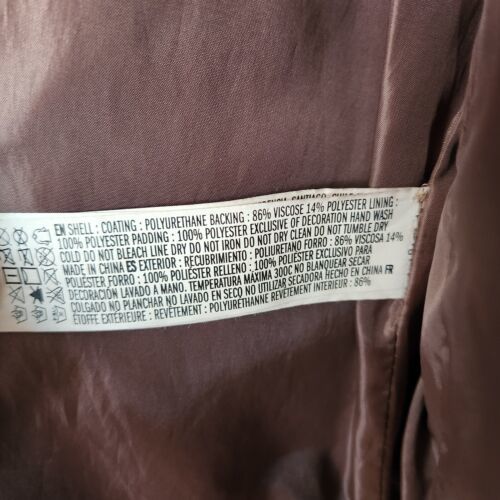 SANTIAGO,
EN SHELL : COATING : POLYURETHANE BACKING : 86% VISCOSE 14% POLYESTER LINING :
100% POLYESTER PADDING : 100% POLYESTER EXCLUSIVE OF DECORATION HAND WASH
COLD DO NOT BLEACH LINE DRY DO NOT IRON DO NOT DRY CLEAN DO NOT TUMBLE DRY
MADE IN CHINA ES EXTERIOR : RECUBRIMIENTO : POLIURETANO FORRO : 86% VISCOSA 14%
POLIÉSTER FORRO : 100% POLIÉSTER RELLENO : 100% POLIÉSTER EXCLUSIVO PARA
DECORACIÓN LAVADO A MANO. TEMPERATURA MÁXIMA 300C NO BLANQUEAR SECAR
COLGADO NO PLANCHAR NO LAVADO EN SECO NO UTILIZAR SECADORA HECHO EN CHINA FR
ÉTOFFE EXTÉRIEURE : REVÊTEMENT : POLYURÉTHANNE REVÊTEMENT INTERIEUR : 86%